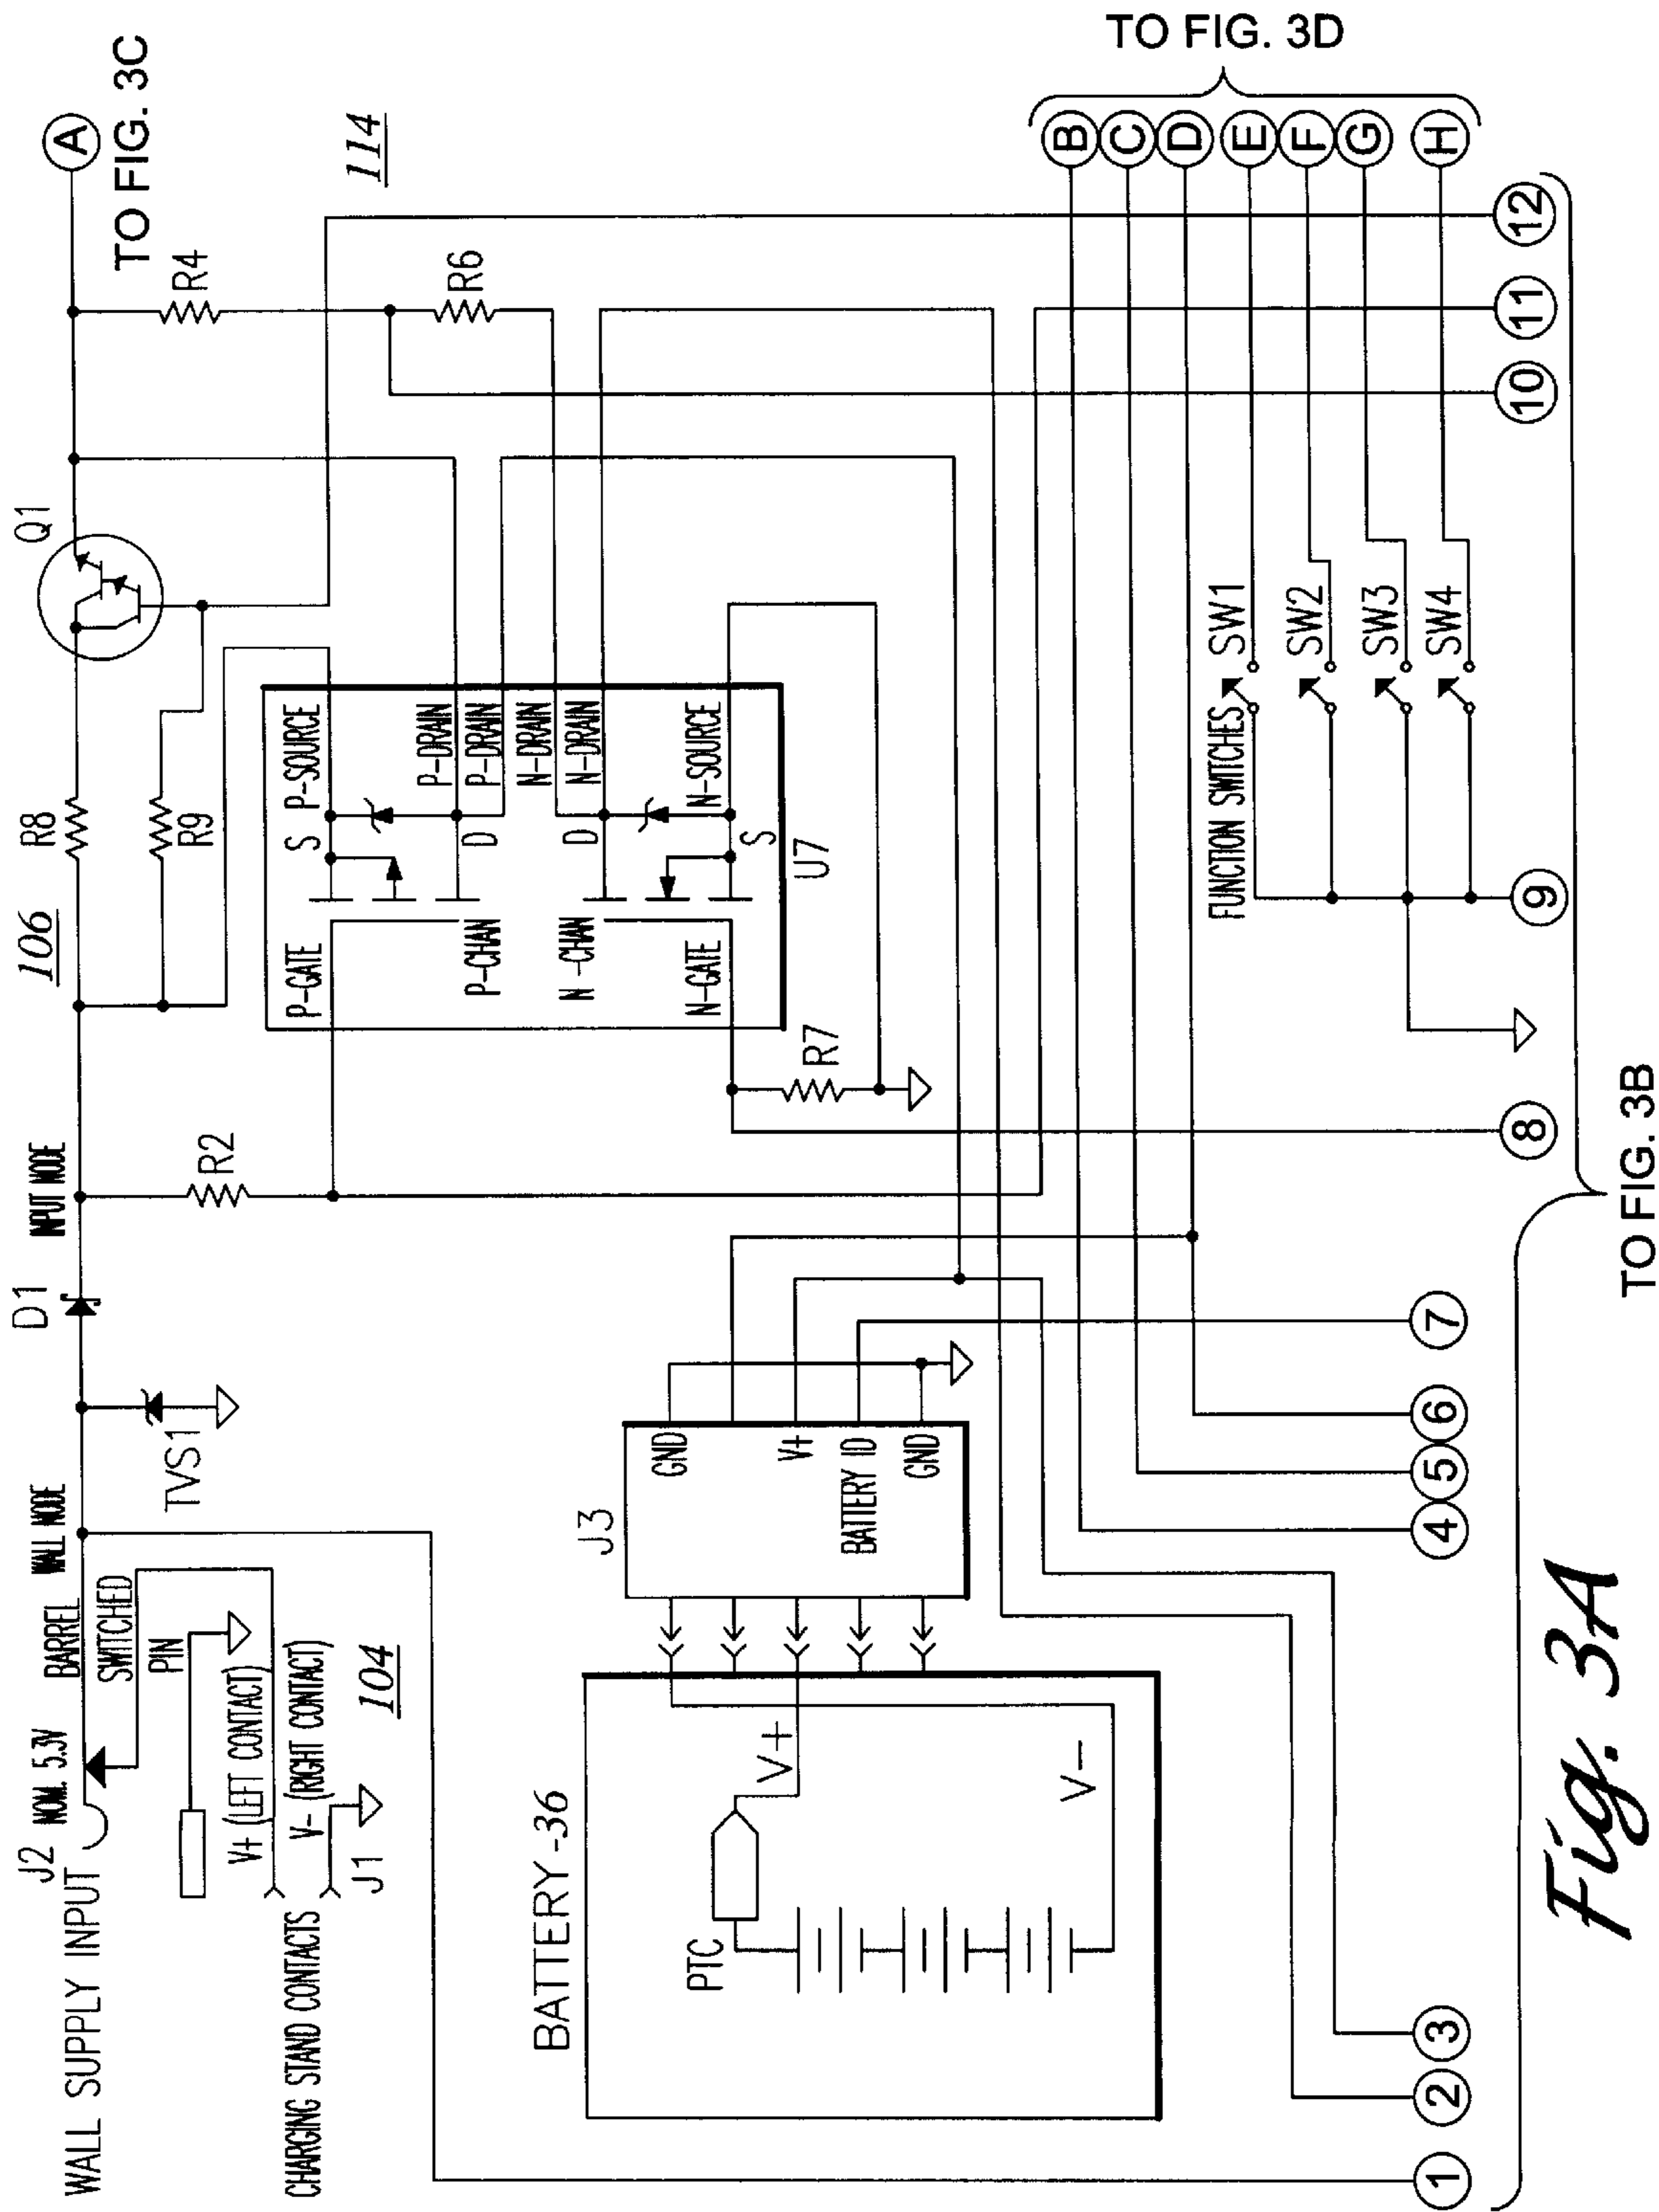 WALL SUPPLY INPUT
J2
NOM. 5.3V
BARREL
WALL NODE
D1
INPUT NODE
106
R8
Q1
A
TO FIG. 3C
SWITCHED
PIN
TVS1
R2
R9
R4
114
CHARGING STAND CONTACTS
V+ (LEFT CONTACT)
V- (RIGHT CONTACT)
J1
104
P-GATE
S
P-SOURCE
P-CHAN
D
P-DRAIN
P-DRAIN
N-DRAIN
N-CHAN
D
N-DRAIN
N-GATE
S
N-SOURCE
U7
R6
R7
BATTERY-36
PTC
V+
V-
J3
GND
V+
BATTERY ID
GND
FUNCTION SWITCHES
SW1
SW2
SW3
SW4
B
C
D
E
F
G
H
TO FIG. 3D
1
2
3
4
5
6
7
8
9
10
11
12
TO FIG. 3B
Fig. 3A